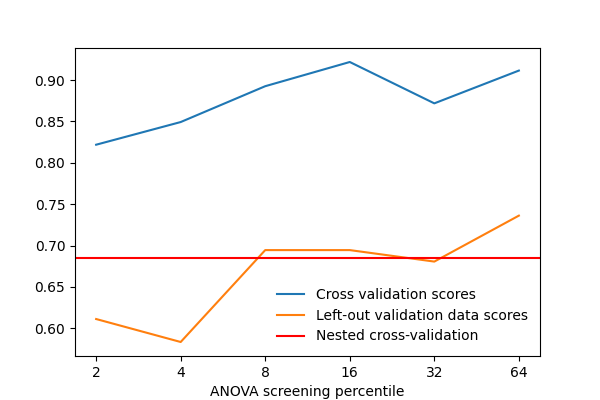 0.90
0.85
0.80
0.75
0.70
0.65
0.60
Cross validation scores
Left-out validation data scores
Nested cross-validation
2 4 8 16 32 64
ANOVA screening percentile